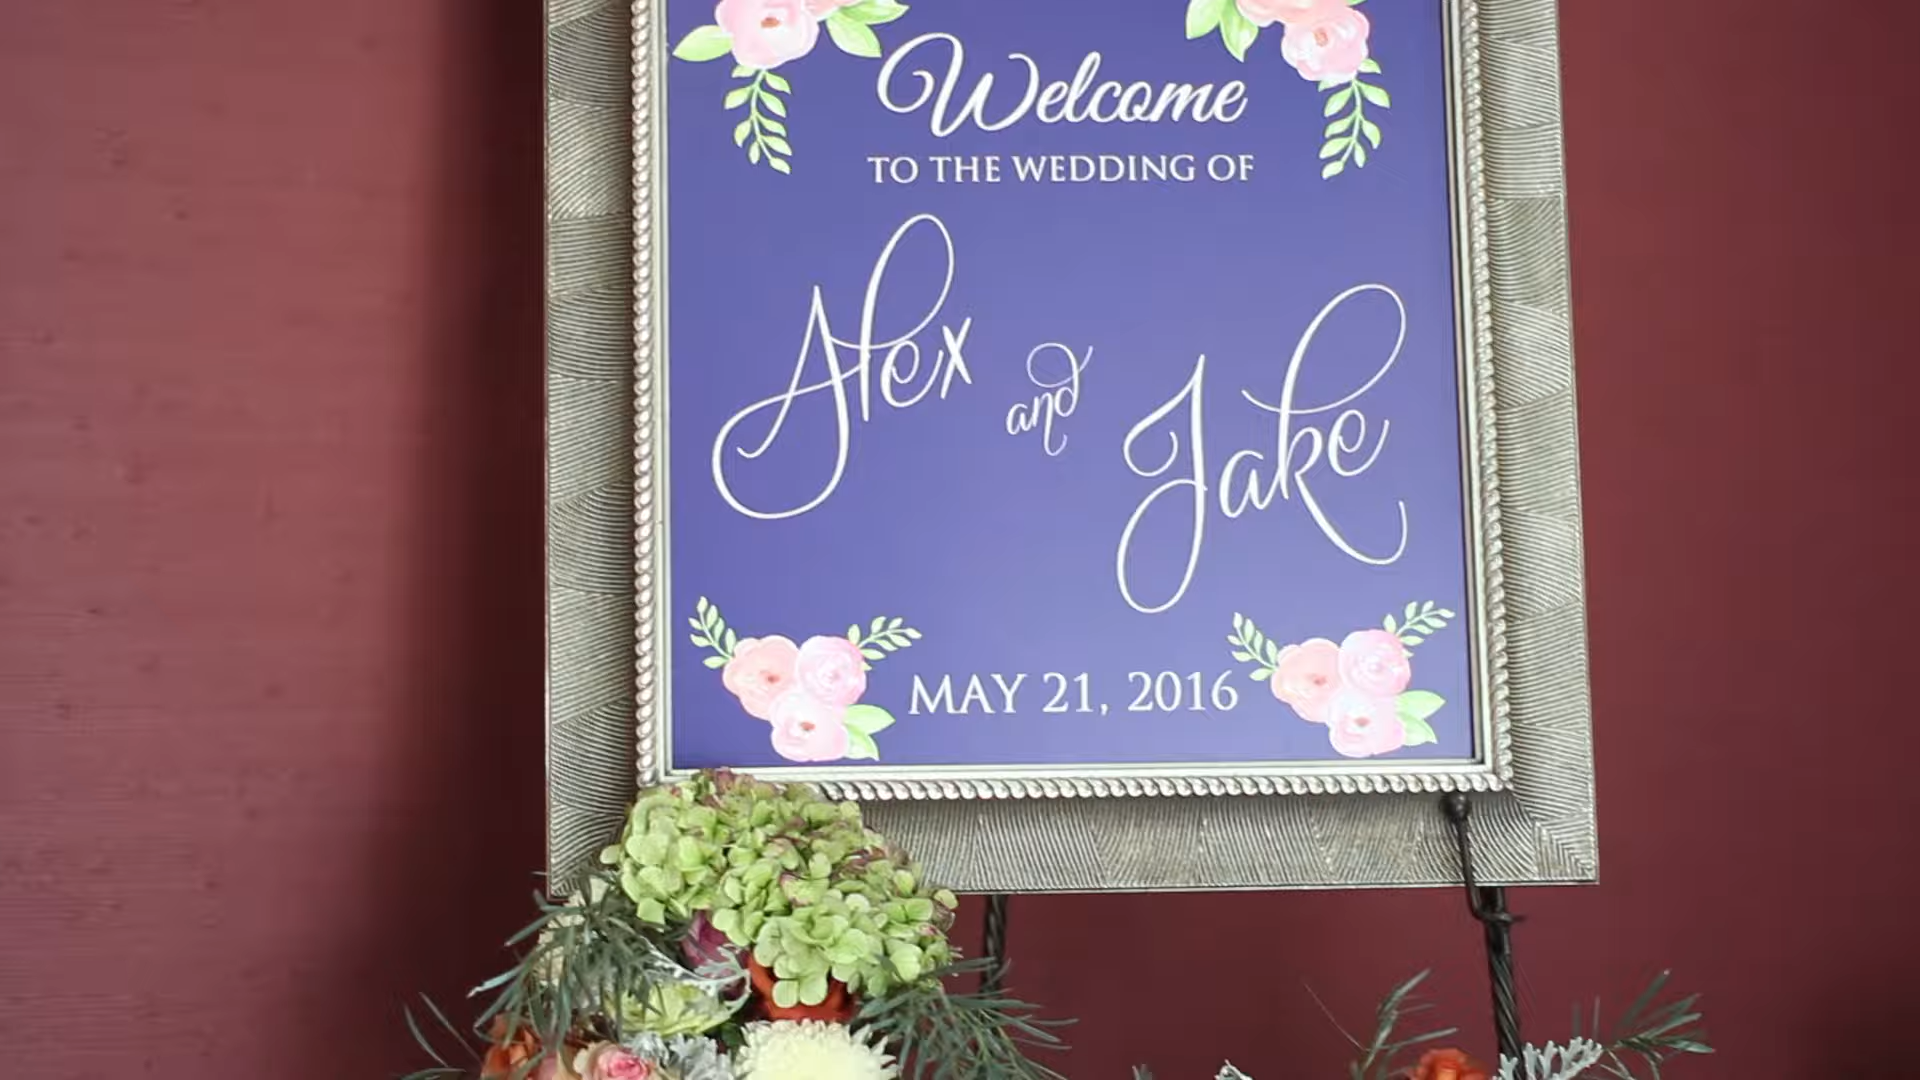 Welcome
TO THE WEDDING OF
Alex and Jake
MAY 21, 2016